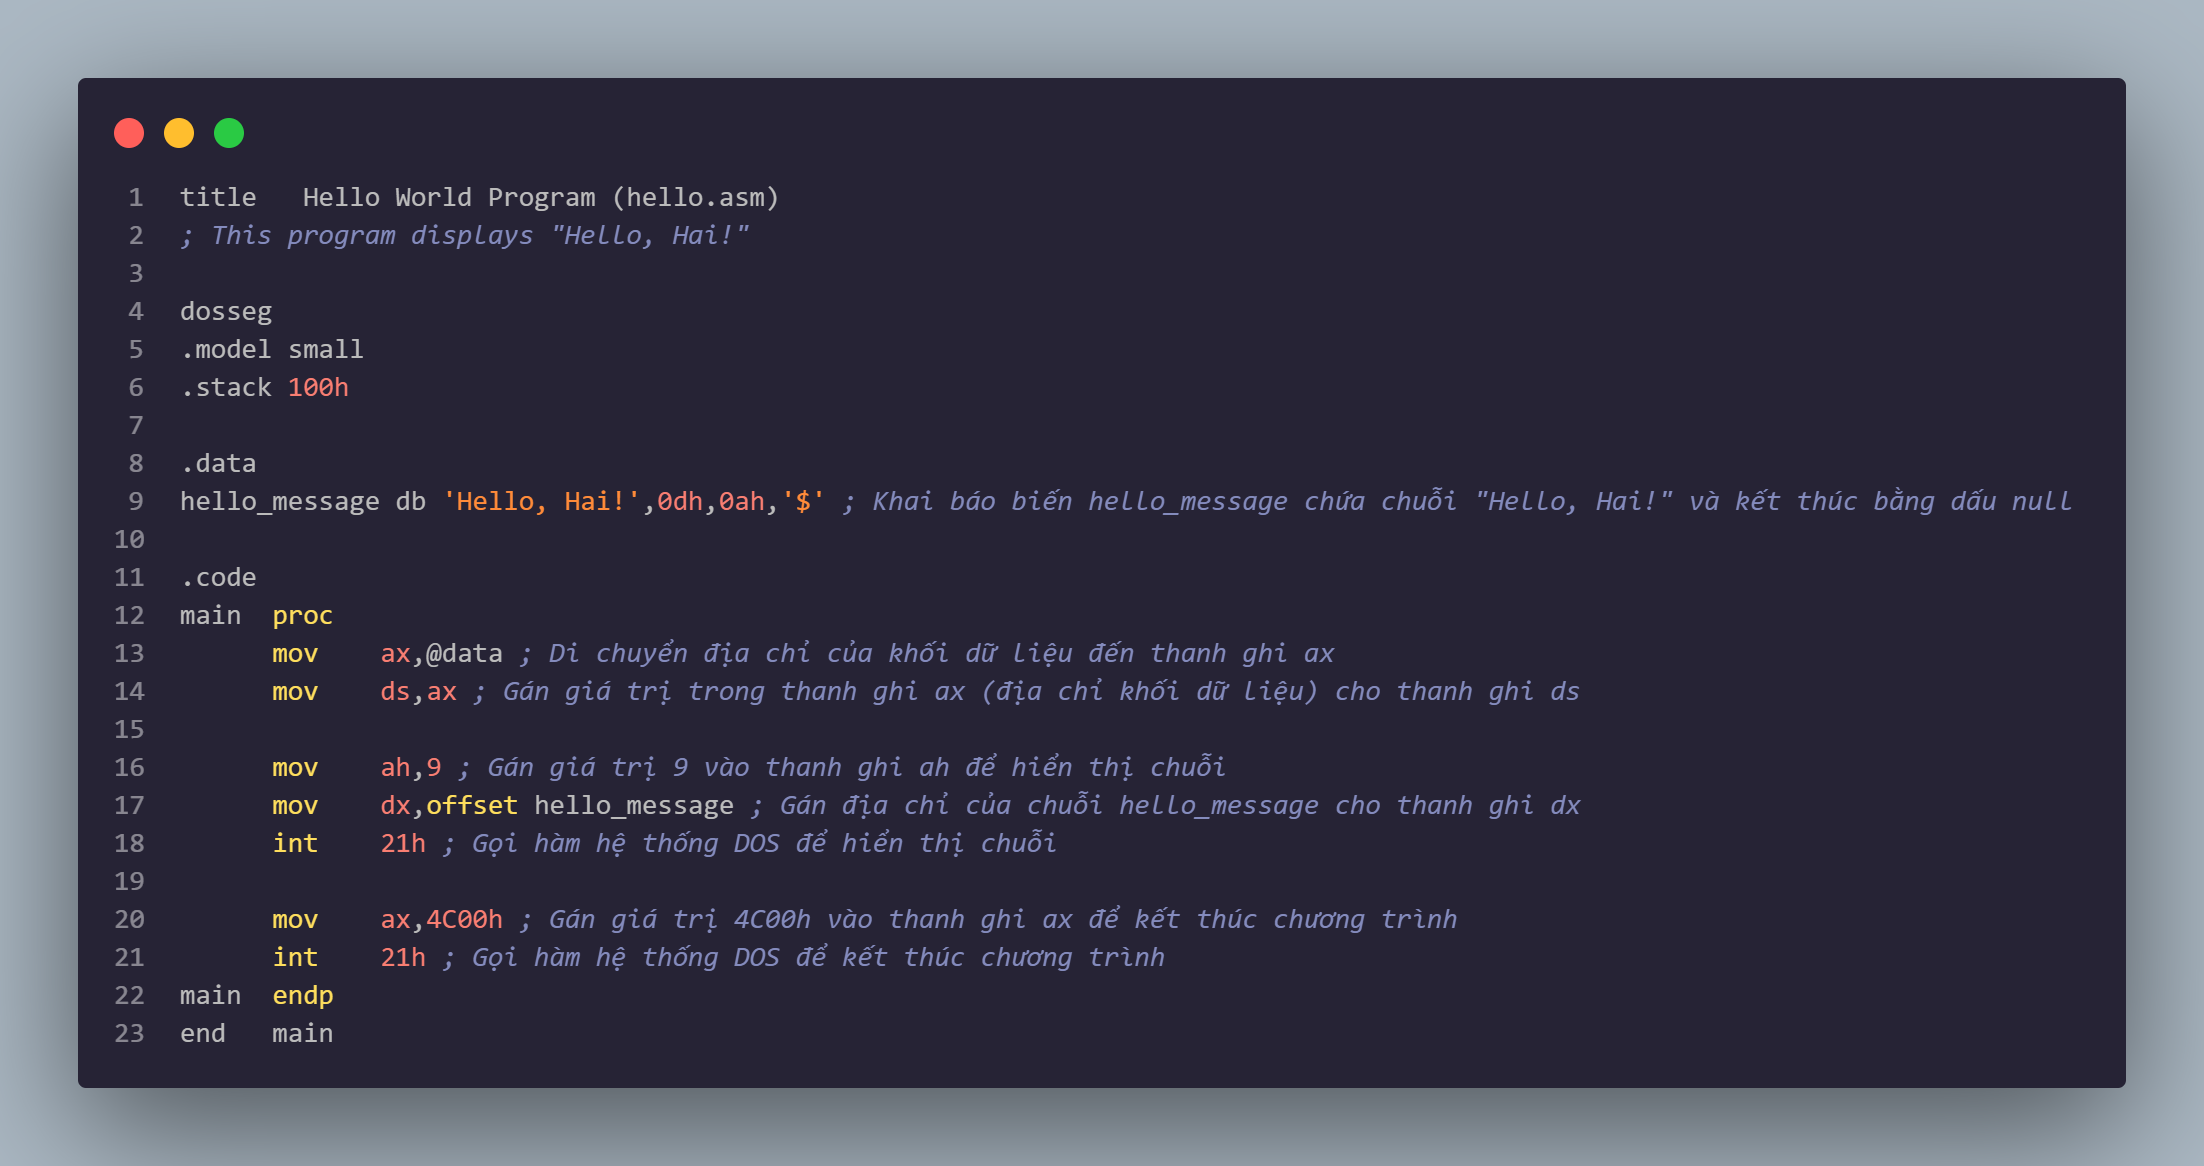 1 title   Hello World Program (hello.asm)
2 ; This program displays "Hello, Hai!"
3
4 dosseg
5 .model small
6 .stack 100h
7
8 .data
9 hello_message db 'Hello, Hai!',0dh,0ah,'$' ; Khai báo biến hello_message chứa chuỗi "Hello, Hai!" và kết thúc bằng dấu null
10
11 .code
12 main  proc
13       mov    ax,@data ; Di chuyển địa chỉ của khối dữ liệu đến thanh ghi ax
14       mov    ds,ax ; Gán giá trị trong thanh ghi ax (địa chỉ khối dữ liệu) cho thanh ghi ds
15
16       mov    ah,9 ; Gán giá trị 9 vào thanh ghi ah để hiển thị chuỗi
17       mov    dx,offset hello_message ; Gán địa chỉ của chuỗi hello_message cho thanh ghi dx
18       int    21h ; Gọi hàm hệ thống DOS để hiển thị chuỗi
19
20       mov    ax,4C00h ; Gán giá trị 4C00h vào thanh ghi ax để kết thúc chương trình
21       int    21h ; Gọi hàm hệ thống DOS để kết thúc chương trình
22 main  endp
23 end   main